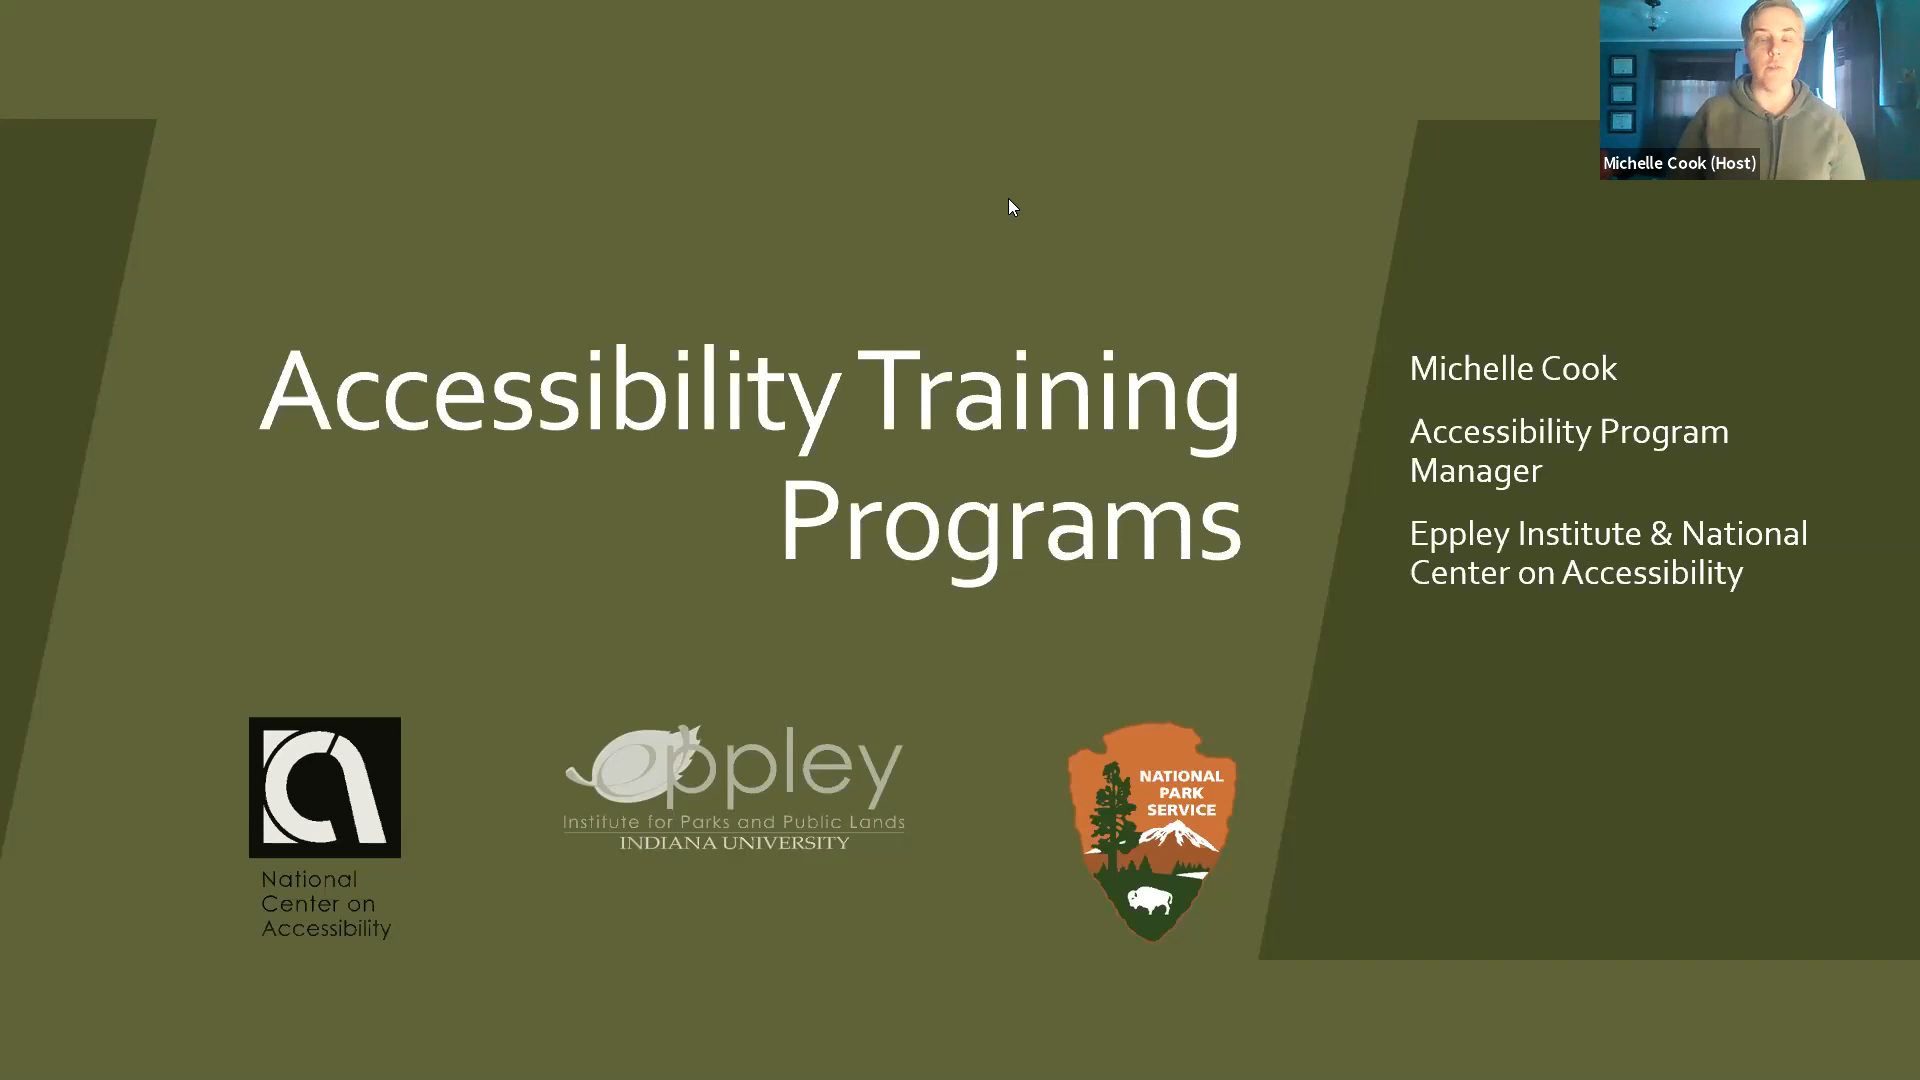 Michelle Cook (Host)
Accessibility Training
Programs
Michelle Cook
Accessibility Program
Manager
Eppley Institute & National
Center on Accessibility
National
Center on
Accessibility
eppley
Institute for Parks and Public Lands
INDIANA UNIVERSITY
NATIONAL
PARK
SERVICE